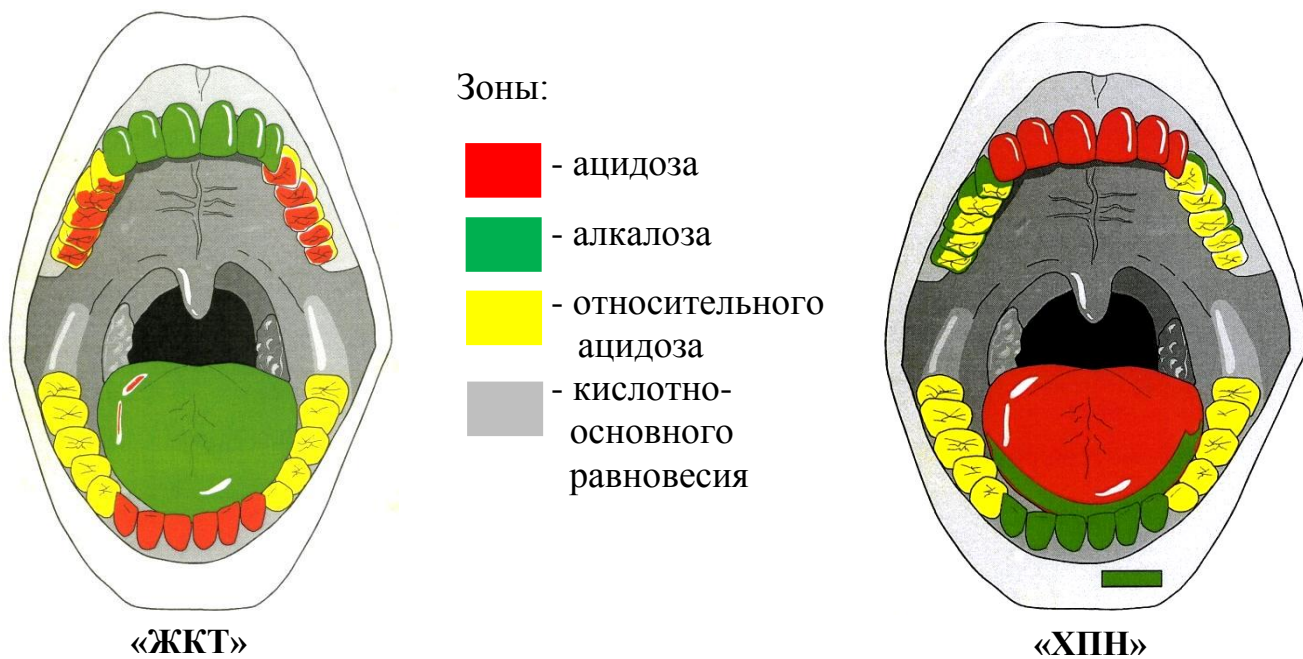 Зоны:
- ацидоза
- алкалоза
- относительного
ацидоза
- кислотно-
основного
равновесия
«ЖКТ»
«ХПН»